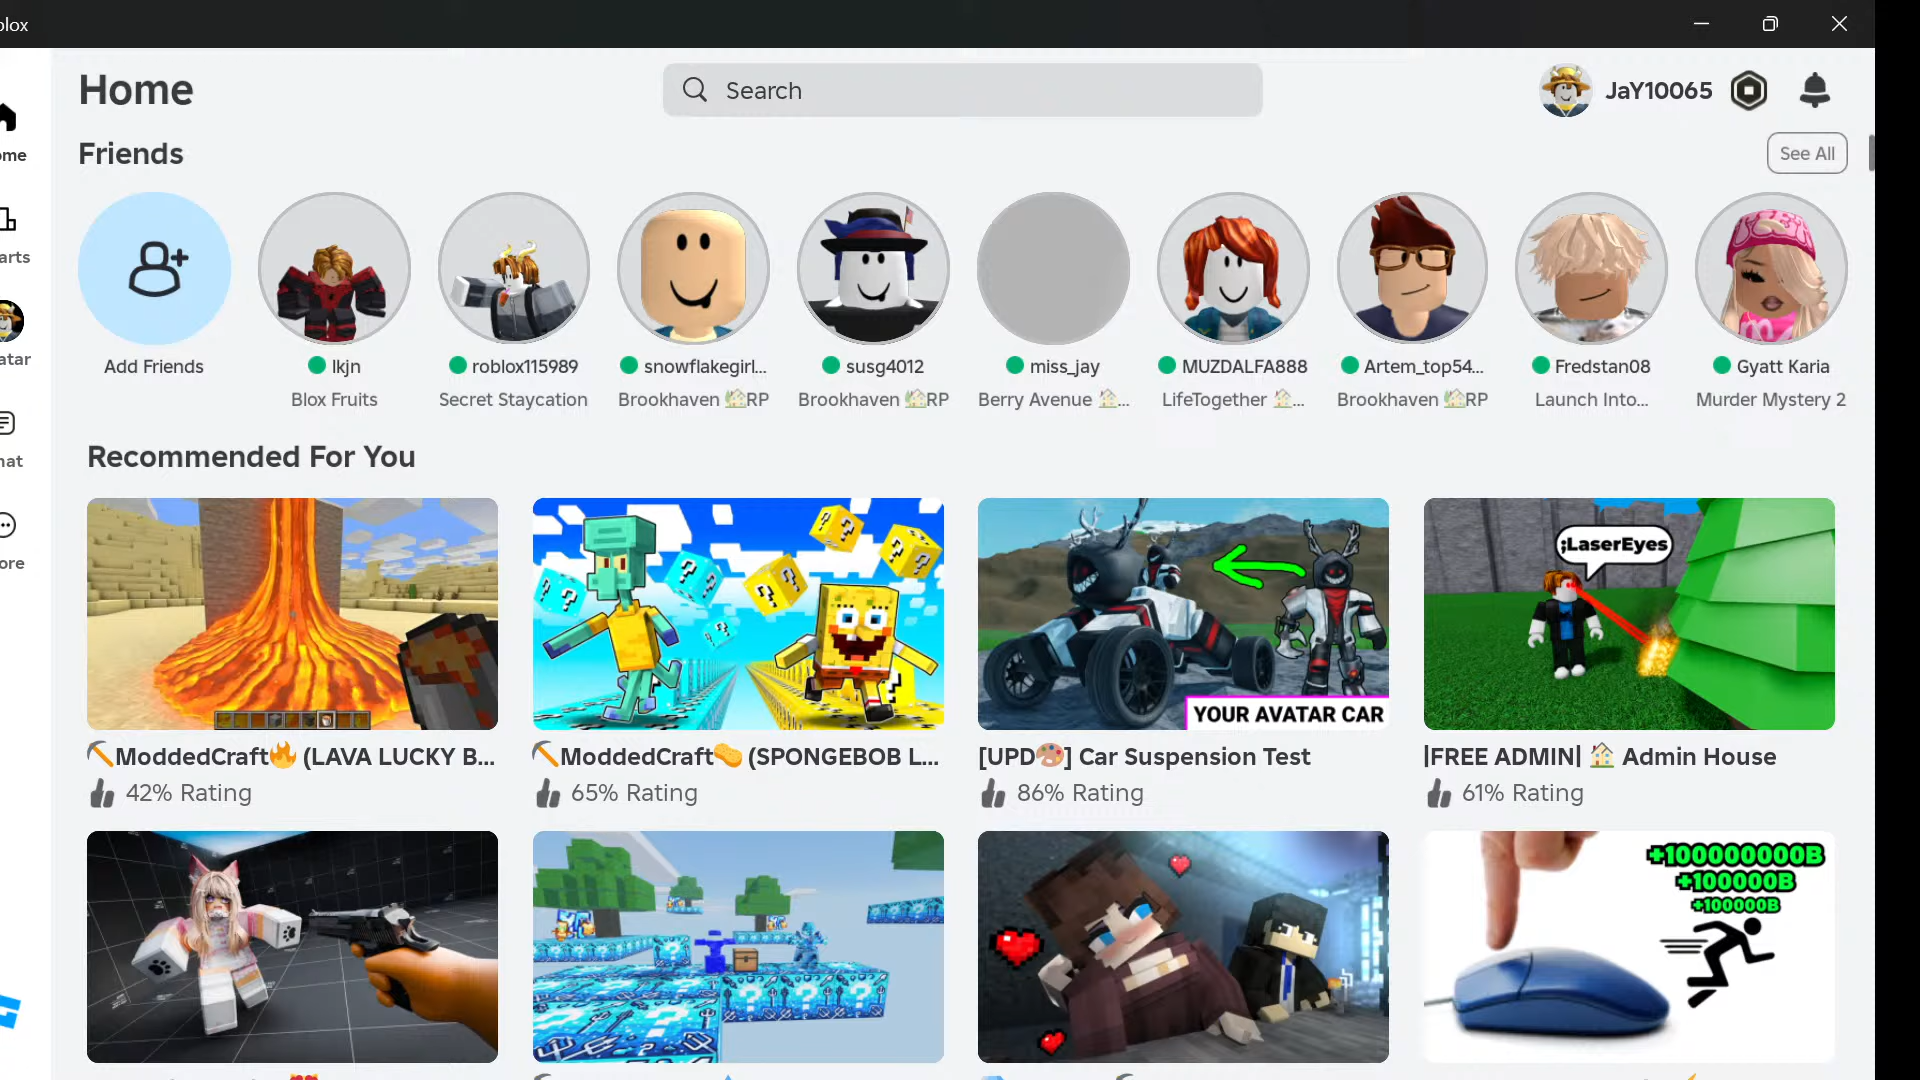 blox
Home
Search
JaY10065
Friends
See All
ome
arts
atar
hat
ore
Add Friends
lkjn
roblox115989
snowflakegirl...
susg4012
miss_jay
MUZDALFA888
Artem_top54...
Fredstan08
Gyatt Karia
Blox Fruits
Secret Staycation
Brookhaven 🏡RP
Brookhaven 🏡RP
Berry Avenue 🏠...
LifeTogether 🏠...
Brookhaven 🏡RP
Launch Into...
Murder Mystery 2
Recommended For You
;LaserEyes
YOUR AVATAR CAR
⛏️ModdedCraft🔥 (LAVA LUCKY B...
⛏️ModdedCraft🧽 (SPONGEBOB L...
[UPD🎨] Car Suspension Test
|FREE ADMIN| 🏠 Admin House
42% Rating
65% Rating
86% Rating
61% Rating
+100000000B
+100000B
+100000B